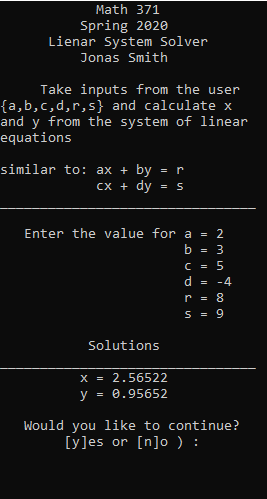 Math 371
Spring 2020
Lienar System Solver
Jonas Smith
Take inputs from the user
{a,b,c,d,r,s} and calculate x
and y from the system of linear
equations
similar to: ax + by = r
cx + dy = s
Enter the value for a = 2
b = 3
c = 5
d = -4
r = 8
s = 9
Solutions
x = 2.56522
y = 0.95652
Would you like to continue?
[y]es or [n]o ) :